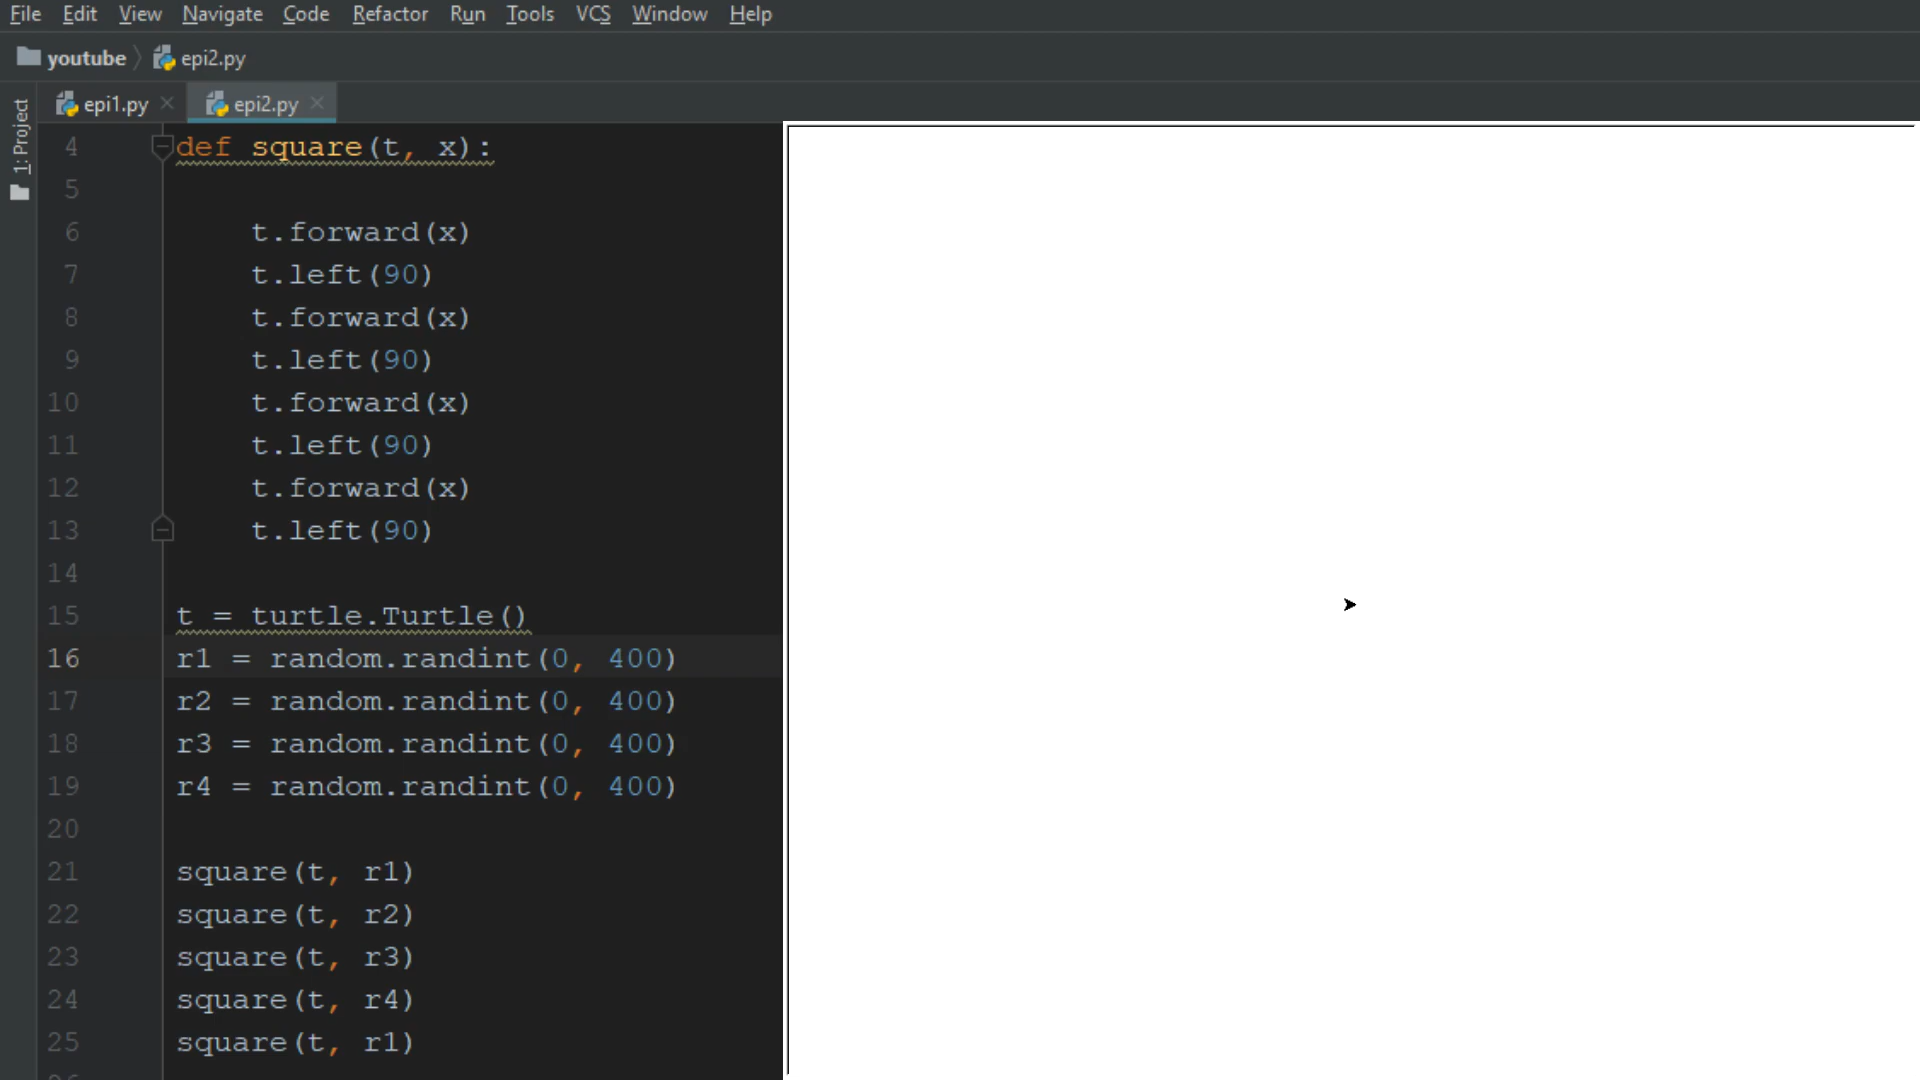 File Edit View Navigate Code Refactor Run Tools VCS Window Help
youtube epi2.py
epi1.py epi2.py
1: Project
4 def square(t, x):
5
6 t.forward(x)
7 t.left(90)
8 t.forward(x)
9 t.left(90)
10 t.forward(x)
11 t.left(90)
12 t.forward(x)
13 t.left(90)
14
15 t = turtle.Turtle()
16 r1 = random.randint(0, 400)
17 r2 = random.randint(0, 400)
18 r3 = random.randint(0, 400)
19 r4 = random.randint(0, 400)
20
21 square(t, r1)
22 square(t, r2)
23 square(t, r3)
24 square(t, r4)
25 square(t, r1)